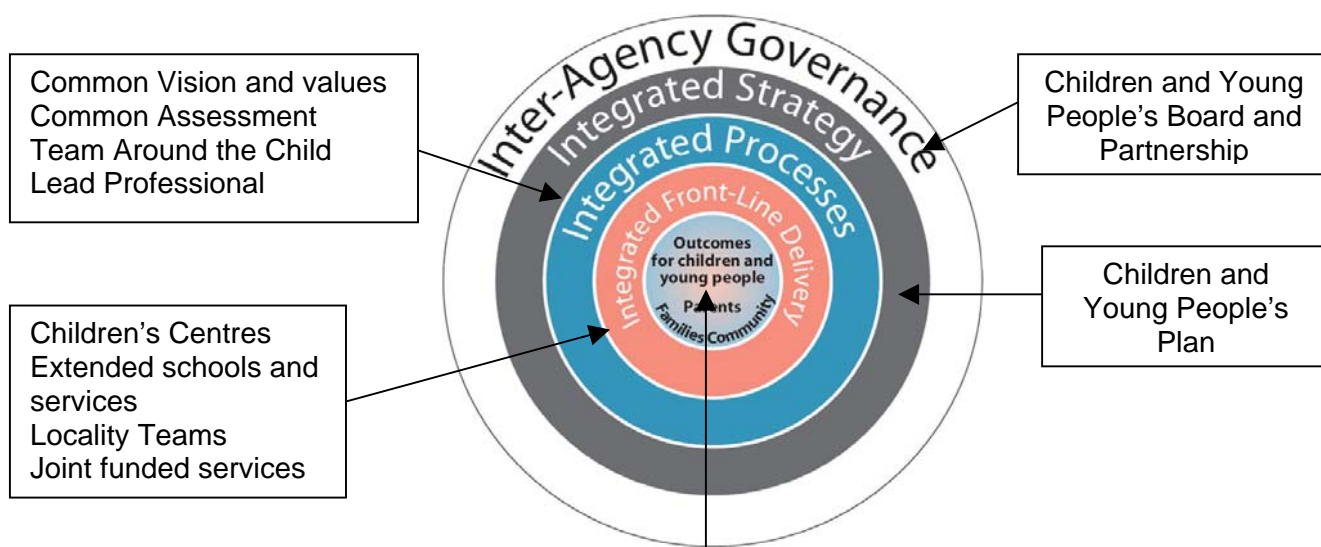 Common Vision and values
Common Assessment
Team Around the Child
Lead Professional
Children's Centres
Extended schools and
services
Locality Teams
Joint funded services
Inter-Agency Governance
Integrated Strategy
Integrated Processes
Integrated Front-Line Delivery
Outcomes
for children and
young people
Parents
Families Community
Children and Young
People's Board and
Partnership
Children and
Young People's
Plan